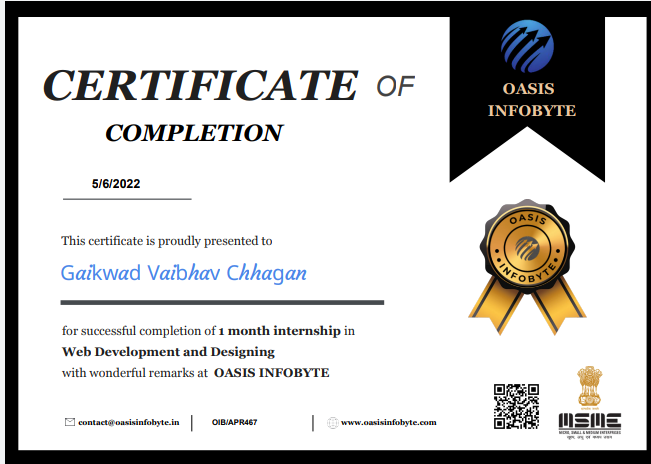 CERTIFICATE OF
COMPLETION
OASIS
INFOBYTE
5/6/2022
This certificate is proudly presented to
Gaikwad Vaibhav Chhagan
OASIS
INFOBYTE
for successful completion of 1 month internship in
Web Development and Designing
with wonderful remarks at OASIS INFOBYTE
contact@oasisinfobyte.in
OIB/APR467
www.oasisinfobyte.com
MSME
MICRO, SMALL & MEDIUM ENTERPRISES
सूक्ष्म, लघु एवं मध्यम उद्यम